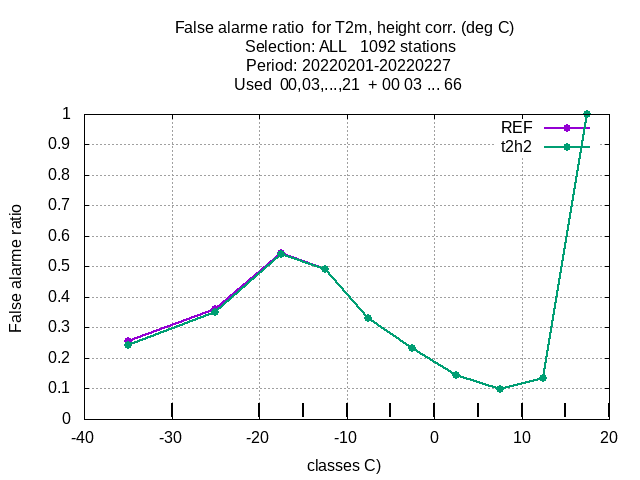 False alarme ratio  for T2m, height corr. (deg C)
Selection: ALL   1092 stations
Period: 20220201-20220227
Used  00,03,...,21  + 00 03 ... 66
REF
t2h2
1
0.9
0.8
0.7
0.6
0.5
0.4
0.3
0.2
0.1
0
False alarme ratio
-40 -30 -20 -10 0 10 20
classes C)